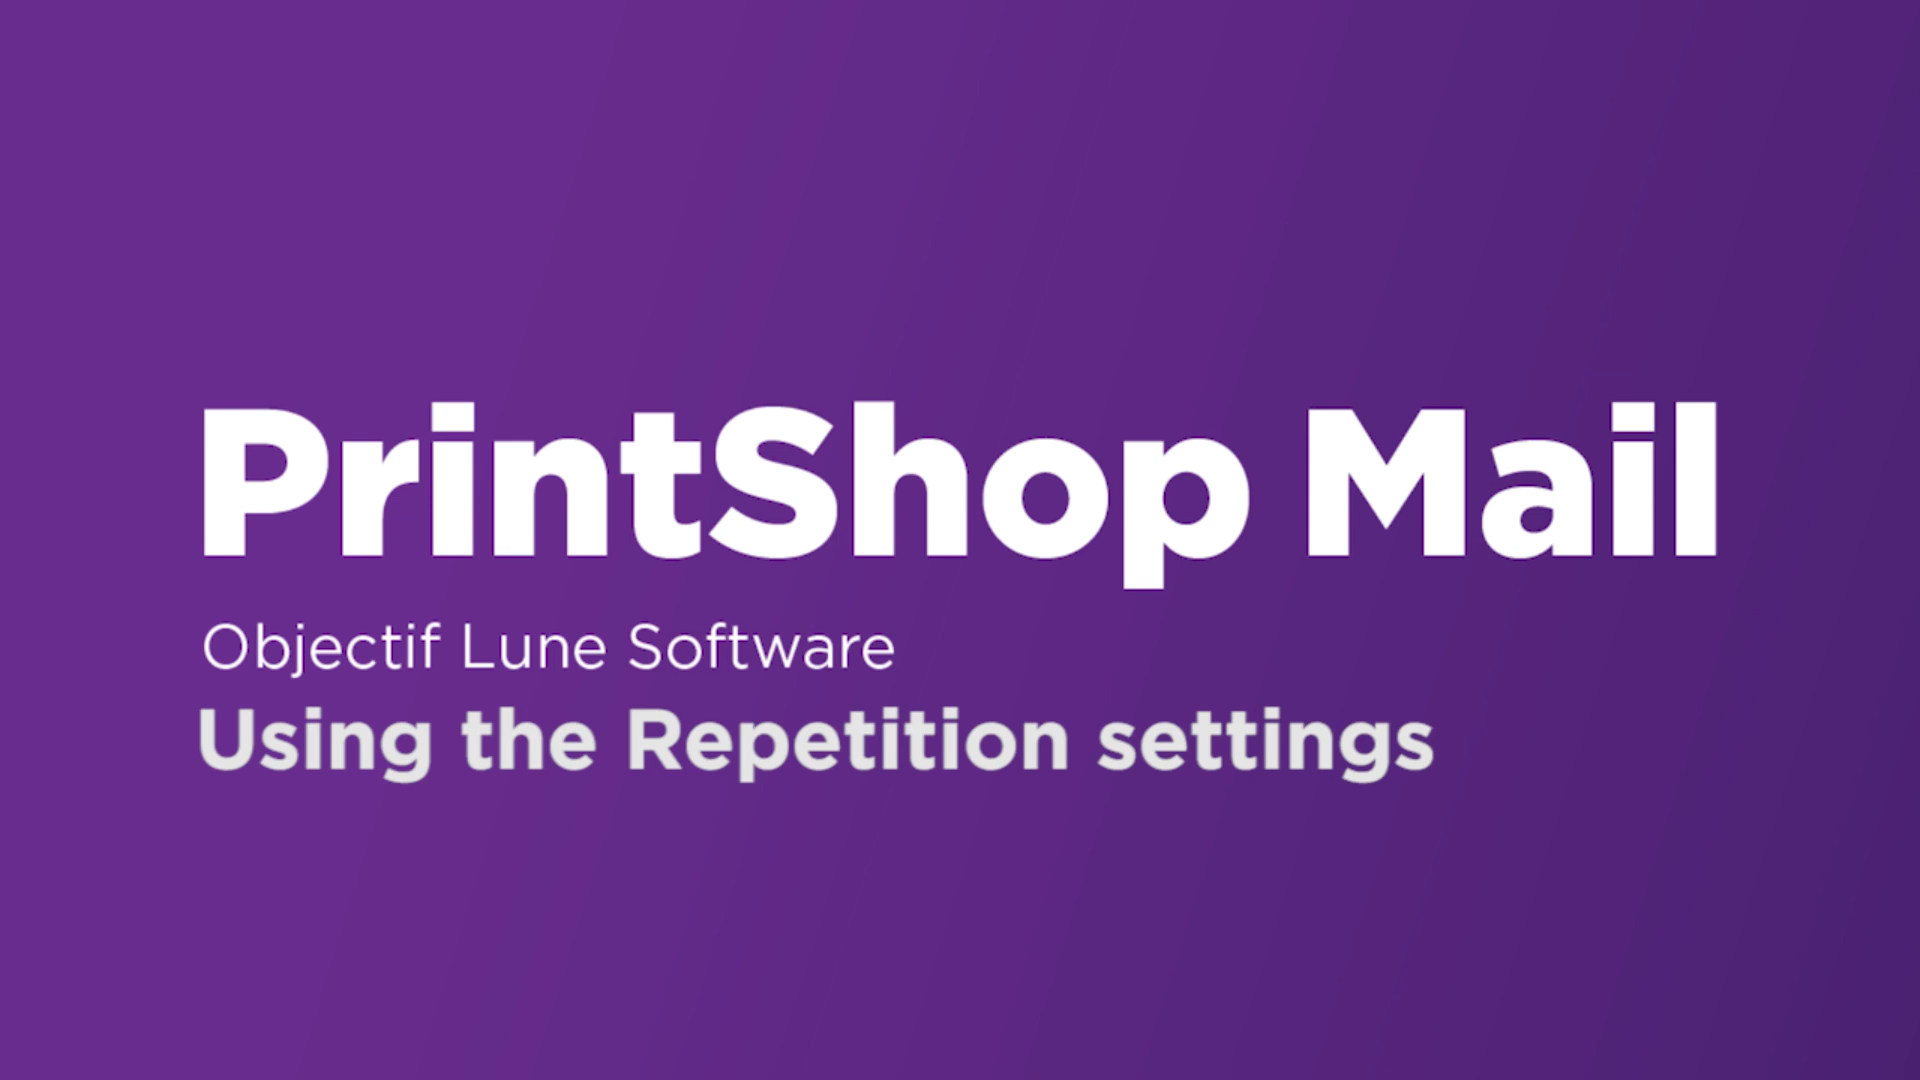 PrintShop Mail
Objectif Lune Software
Using the Repetition settings